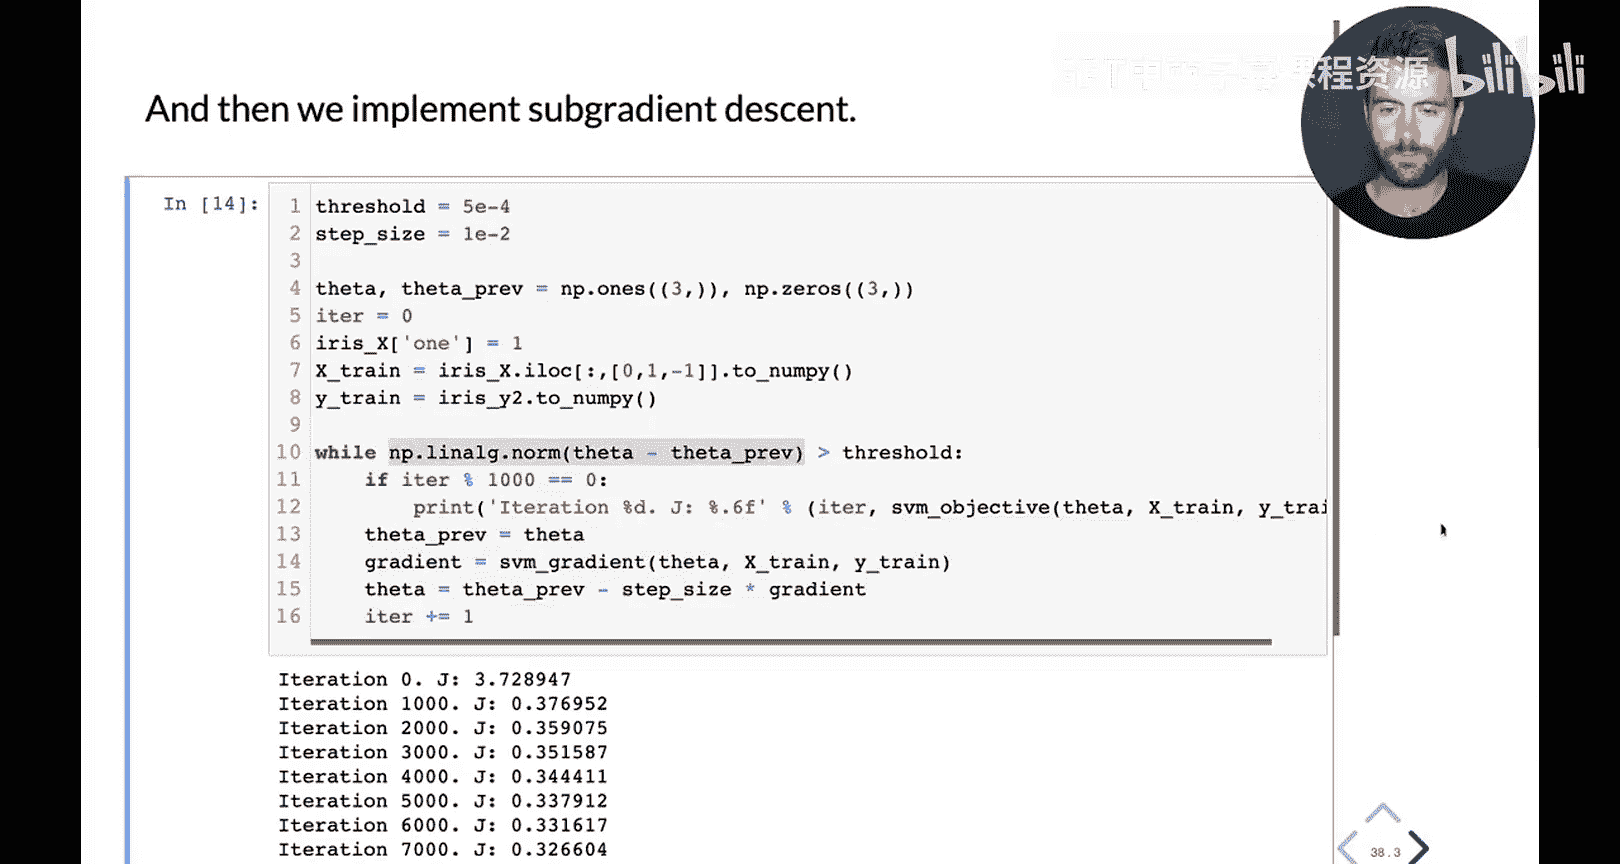 课程资源 bilibili
And then we implement subgradient descent.
In [14]:
1 threshold = 5e-4
2 step_size = 1e-2
3
4 theta, theta_prev = np.ones((3,)), np.zeros((3,))
5 iter = 0
6 iris_X['one'] = 1
7 X_train = iris_X.iloc[:,[0,1,-1]].to_numpy()
8 y_train = iris_y2.to_numpy()
9
10 while np.linalg.norm(theta - theta_prev) > threshold:
11 if iter % 1000 == 0:
12 print('Iteration %d. J: %.6f' % (iter, svm_objective(theta, X_train, y_trai
13 theta_prev = theta
14 gradient = svm_gradient(theta, X_train, y_train)
15 theta = theta_prev - step_size * gradient
16 iter += 1
Iteration 0. J: 3.728947
Iteration 1000. J: 0.376952
Iteration 2000. J: 0.359075
Iteration 3000. J: 0.351587
Iteration 4000. J: 0.344411
Iteration 5000. J: 0.337912
Iteration 6000. J: 0.331617
Iteration 7000. J: 0.326604
38.3